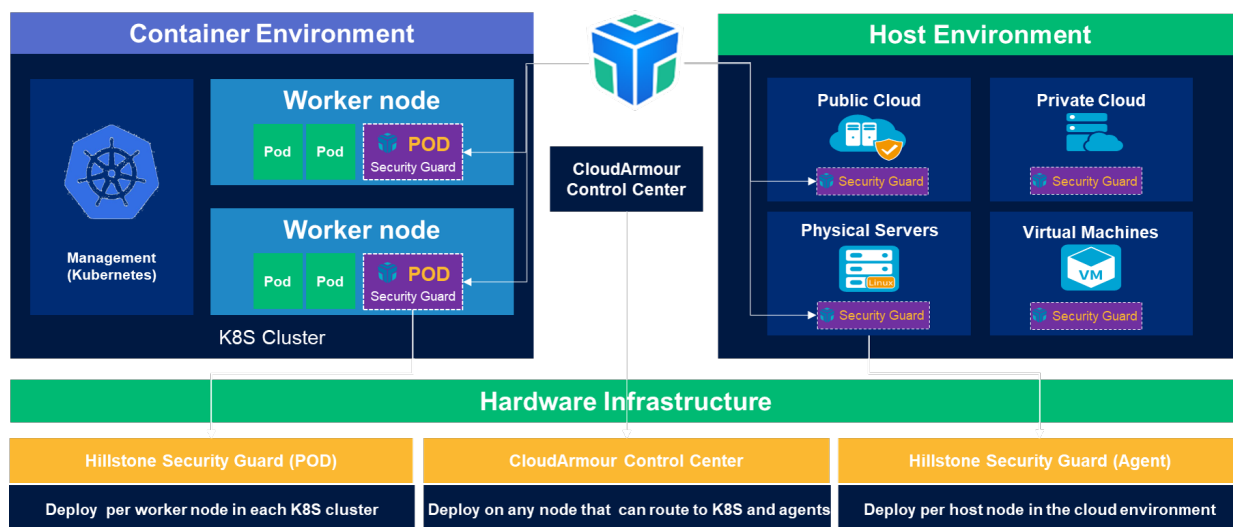 Container Environment
Management
(Kubernetes)
Worker node
Pod
Pod
POD
Security Guard
Worker node
Pod
Pod
POD
Security Guard
K8S Cluster
CloudArmour
Control Center
Host Environment
Public Cloud
Security Guard
Private Cloud
Security Guard
Physical Servers
Linux
Security Guard
Virtual Machines
VM
Security Guard
Hardware Infrastructure
Hillstone Security Guard (POD)
Deploy per worker node in each K8S cluster
CloudArmour Control Center
Deploy on any node that can route to K8S and agents
Hillstone Security Guard (Agent)
Deploy per host node in the cloud environment